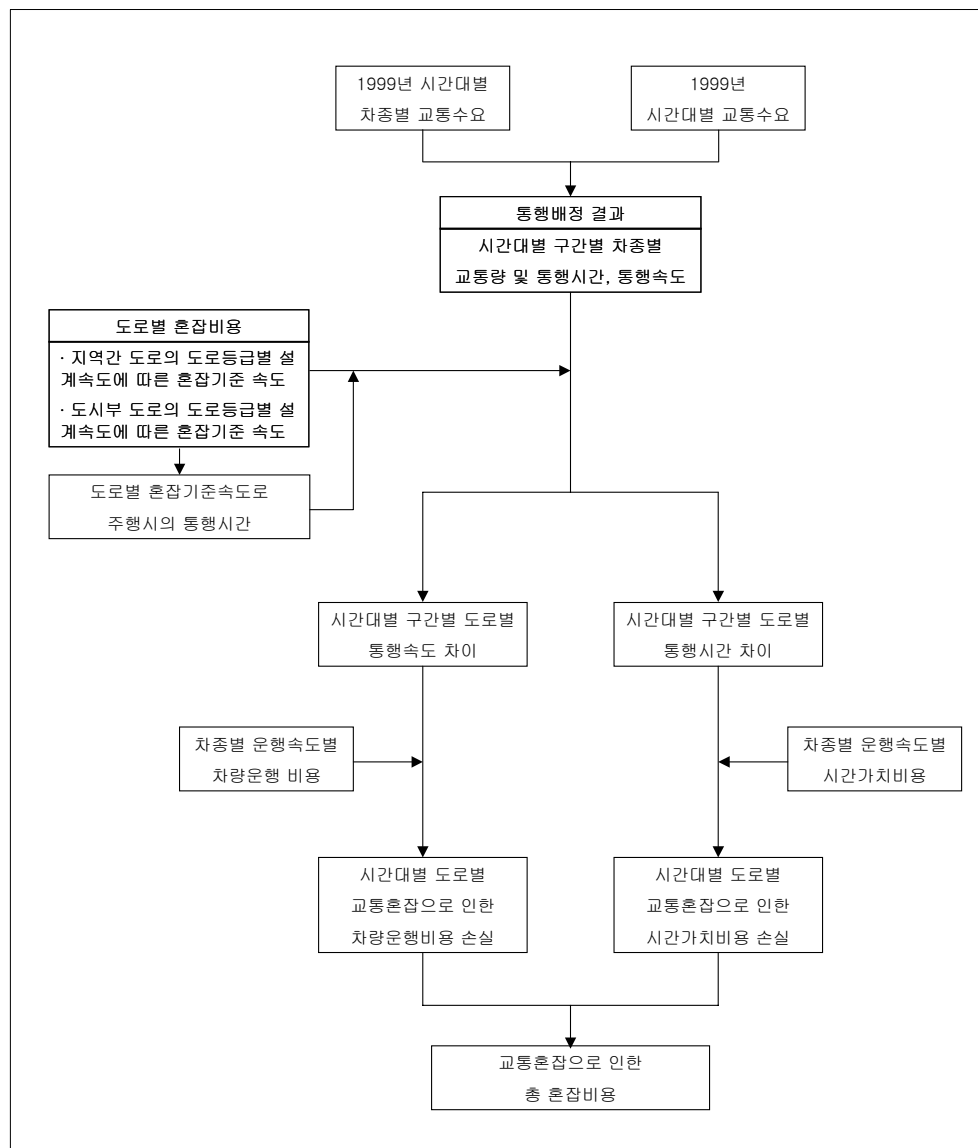 1999년 시간대별
차종별 교통수요
1999년
시간대별 교통수요
통행배정 결과
시간대별 구간별 차종별
교통량 및 통행시간, 통행속도
도로별 혼잡비용
· 지역간 도로의 도로등급별 설
계속도에 따른 혼잡기준 속도
· 도시부 도로의 도로등급별 설
계속도에 따른 혼잡기준 속도
도로별 혼잡기준속도로
주행시의 통행시간
시간대별 구간별 도로별
통행속도 차이
시간대별 구간별 도로별
통행시간 차이
차종별 운행속도별
차량운행 비용
차종별 운행속도별
시간가치비용
시간대별 도로별
교통혼잡으로 인한
차량운행비용 손실
시간대별 도로별
교통혼잡으로 인한
시간가치비용 손실
교통혼잡으로 인한
총 혼잡비용